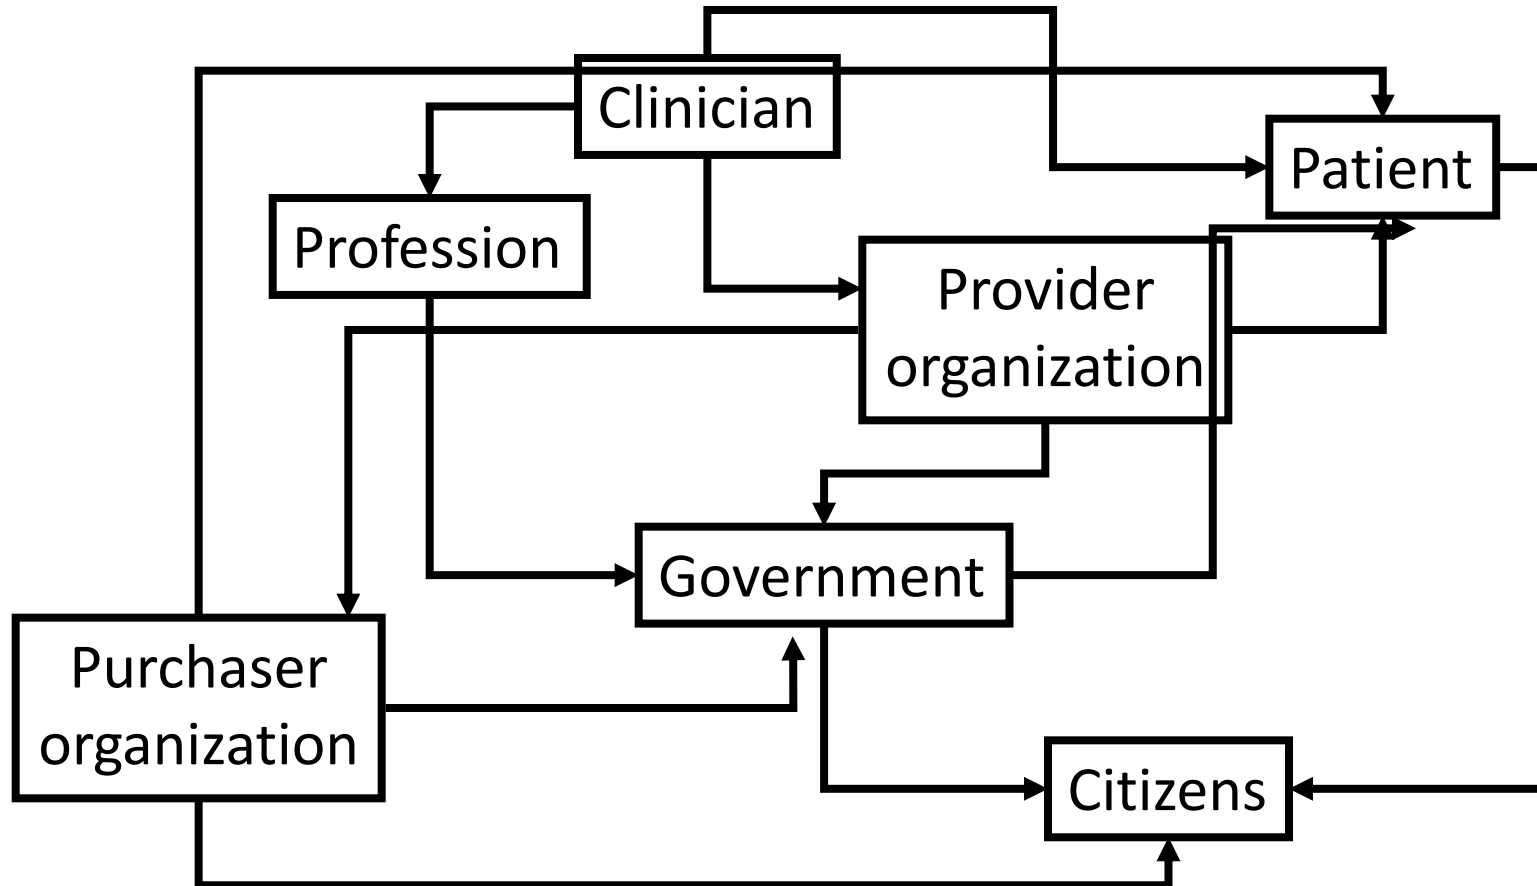 Clinician
Patient
Profession
Provider
organization
Government
Purchaser
organization
Citizens